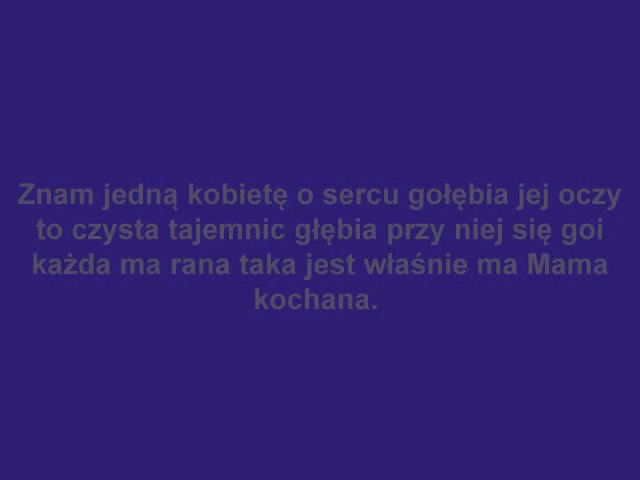 Znam jedną kobietę o sercu gołębia jej oczy
to czysta tajemnic głębia przy niej się goi
każda ma rana taka jest właśnie ma Mama
kochana.